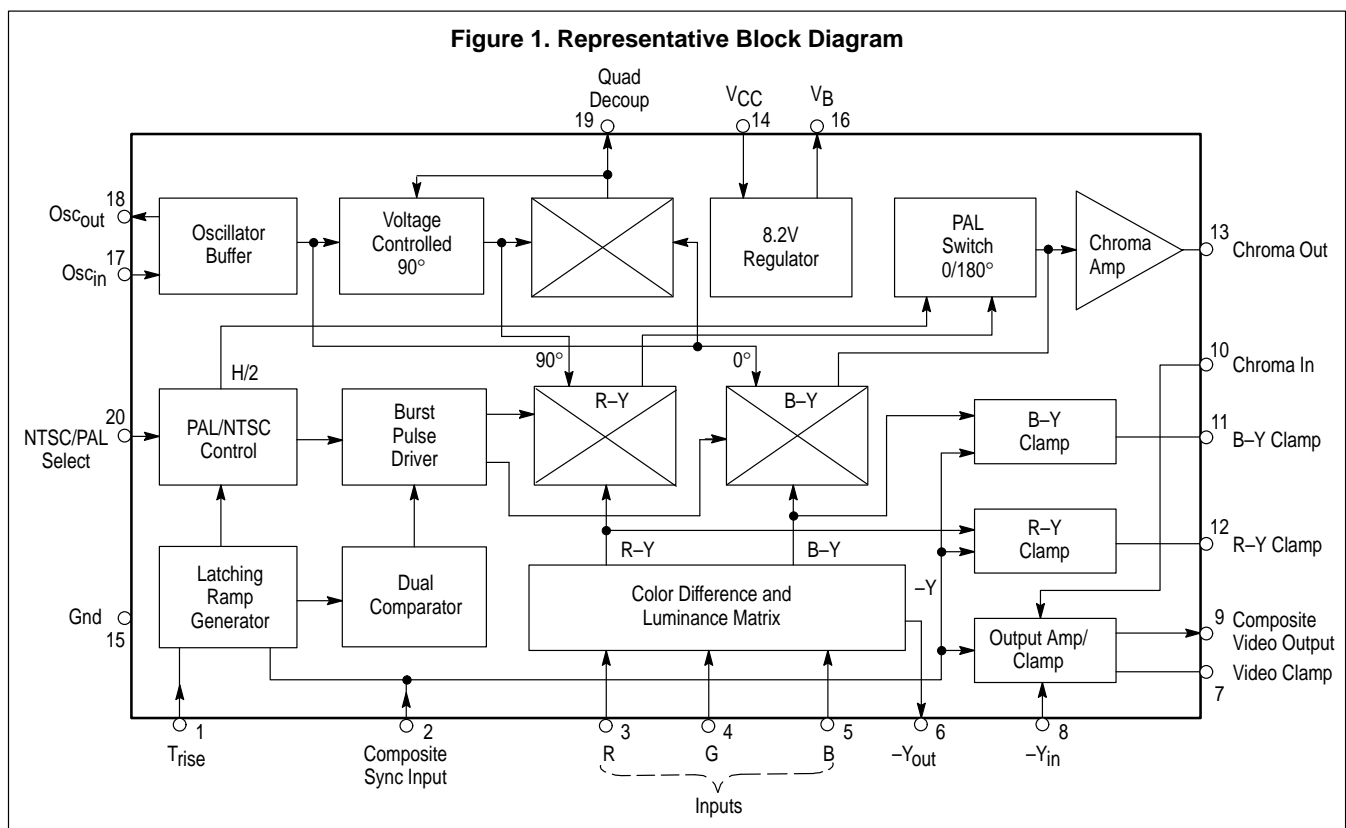 Figure 1. Representative Block Diagram
Quad
Decoup
19
VCC
14
VB
16
18
Oscout
17
Oscin
Oscillator
Buffer
Voltage
Controlled
90°
8.2V
Regulator
PAL
Switch
0/180°
Chroma
Amp
13
Chroma Out
90°
0°
10
Chroma In
H/2
20
NTSC/PAL
Select
PAL/NTSC
Control
Burst
Pulse
Driver
R–Y
B–Y
B–Y
Clamp
11
B–Y Clamp
R–Y
Clamp
12
R–Y Clamp
R–Y
B–Y
Gnd
15
Latching
Ramp
Generator
Dual
Comparator
Color Difference and
Luminance Matrix
–Y
Output Amp/
Clamp
9
Composite
Video Output
Video Clamp
7
1
Trise
2
Composite
Sync Input
3
R
4
G
5
B
6
–Yout
8
–Yin
Inputs